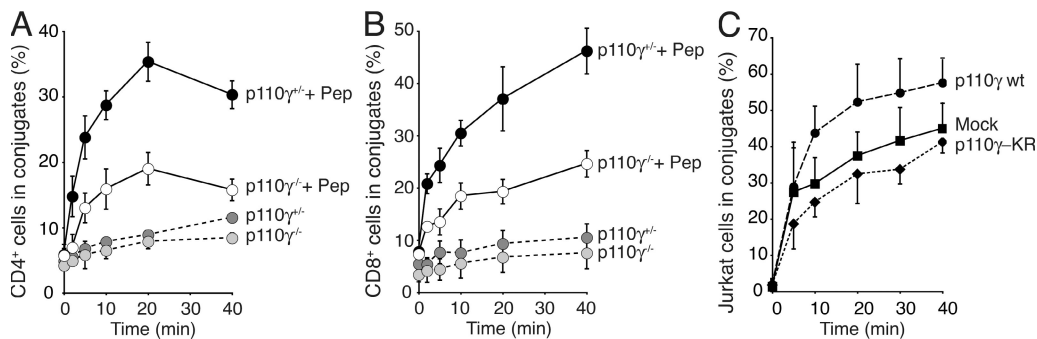 A
CD4⁺ cells in conjugates (%)
40
30
20
10
0
0 10 20 30 40
Time (min)
p110γ⁺/⁻+ Pep
p110γ⁻/⁻+ Pep
p110γ⁺/⁻
p110γ⁻/⁻
B
CD8⁺ cells in conjugates (%)
50
40
30
20
10
0
0 10 20 30 40
Time (min)
p110γ⁺/⁻+ Pep
p110γ⁻/⁻+ Pep
p110γ⁺/⁻
p110γ⁻/⁻
C
Jurkat cells in conjugates (%)
70
60
50
40
30
20
10
0
0 10 20 30 40
Time (min)
p110γ wt
Mock
p110γ–KR